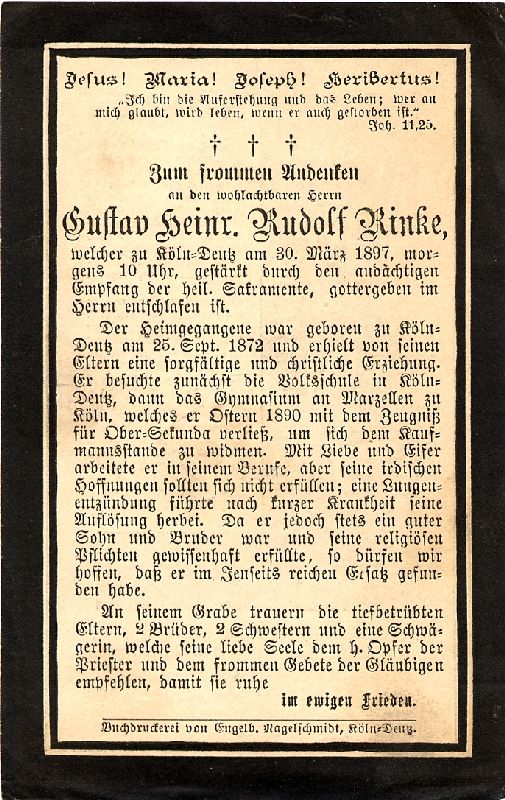 Jesus! Maria! Joseph! Heribertus!
„Ich bin die Auferstehung und das Leben; wer an
mich glaubt, wird leben, wenn er auch gestorben ist.“
Joh. 11,25.
† † †
Zum frommen Andenken
an den wohlachtbaren Herrn
Gustav Heinr. Rudolf Rinke,
welcher zu Köln-Deutz am 30. März 1897, mor-
gens 10 Uhr, gestärkt durch den andächtigen
Empfang der heil. Sakramente, gottergeben im
Herrn entschlafen ist.
Der Heimgegangene war geboren zu Köln-
Deutz am 25. Sept. 1872 und erhielt von seinen
Eltern eine sorgfältige und christliche Erziehung.
Er besuchte zunächst die Volksschule in Köln-
Deutz, dann das Gymnasium an Marzellen zu
Köln, welches er Ostern 1890 mit dem Zeugniß
für Ober-Sekunda verließ, um sich dem Kauf-
mannsstande zu widmen. Mit Liebe und Eifer
arbeitete er in seinem Berufe, aber seine irdischen
Hoffnungen sollten sich nicht erfüllen; eine Lungen-
entzündung führte nach kurzer Krankheit seine
Auflösung herbei. Da er jedoch stets ein guter
Sohn und Bruder war und seine religiösen
Pflichten gewissenhaft erfüllte, so dürfen wir
hoffen, daß er im Jenseits reichen Ersatz gefun-
den habe.
An seinem Grabe trauern die tiefbetrübten
Eltern, 2 Brüder, 2 Schwestern und eine Schwä-
gerin, welche seine liebe Seele dem h. Opfer der
Priester und dem frommen Gebete der Gläubigen
empfehlen, damit sie ruhe
im ewigen Frieden.
Buchdruckerei von Engelb. Nagelschmidt, Köln-Deutz.